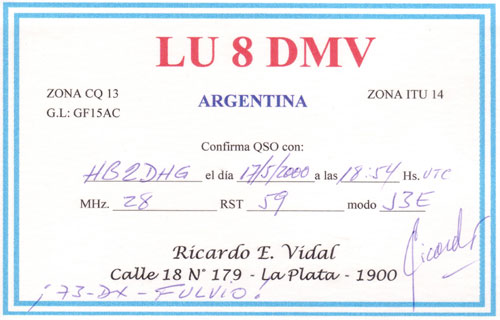 LU 8 DMV
ZONA CQ 13
ZONA ITU 14
G.L: GF15AC
ARGENTINA
Confirma QSO con:
HB2DHG el día 17/5/2000 a las 18:54 Hs. UTC
MHz. 28 RST 59 modo J3E
Ricardo
Ricardo E. Vidal
Calle 18 N° 179 - La Plata - 1900
¡73-DX-FULVIO!